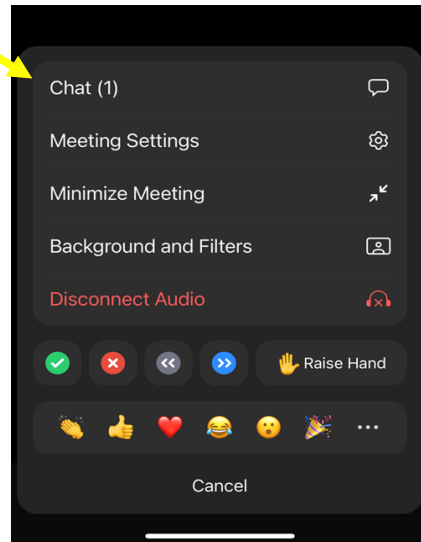 Chat (1)
Meeting Settings
Minimize Meeting
Background and Filters
Disconnect Audio
Raise Hand
Cancel